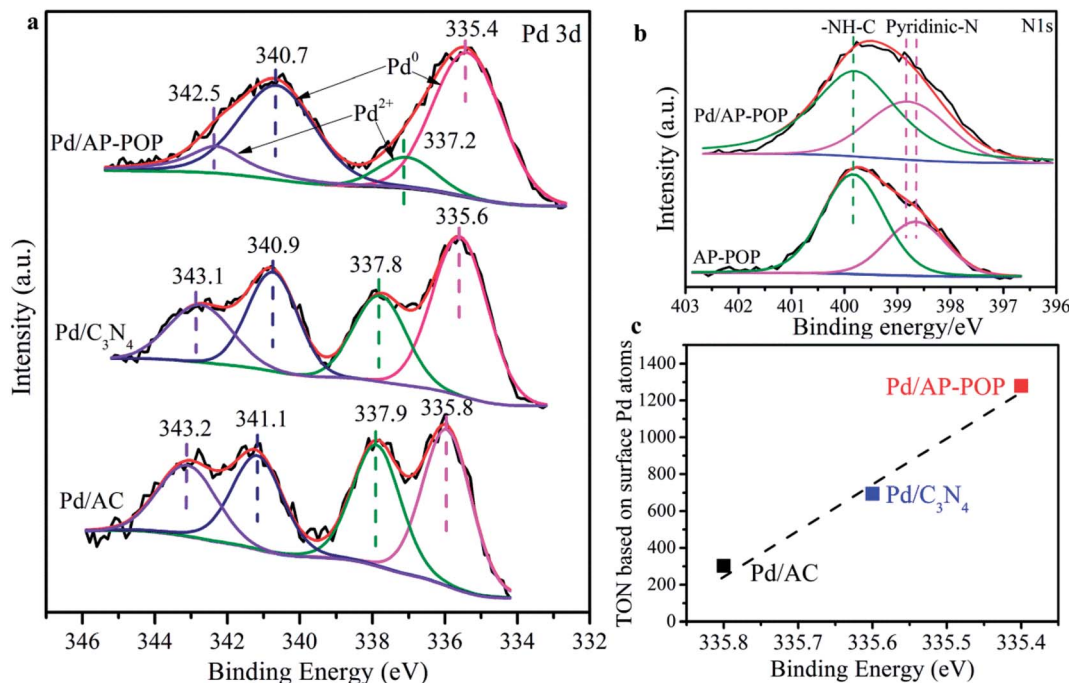 a
Pd 3d
335.4
340.7
Pd⁰
342.5
Pd²⁺
337.2
Pd/AP-POP
335.6
340.9
343.1
337.8
Pd/C₃N₄
343.2
341.1
337.9
335.8
Pd/AC
Intensity (a.u.)
346 344 342 340 338 336 334 332
Binding Energy (eV)
b
-NH-C Pyridinic-N N1s
Pd/AP-POP
AP-POP
Intensity (a.u.)
403 402 401 400 399 398 397 396
Binding energy/eV
c
TON based on surface Pd atoms
1400
1200
1000
800
600
400
200
0
Pd/AP-POP
Pd/C₃N₄
Pd/AC
335.8 335.7 335.6 335.5 335.4
Binding Energy (eV)